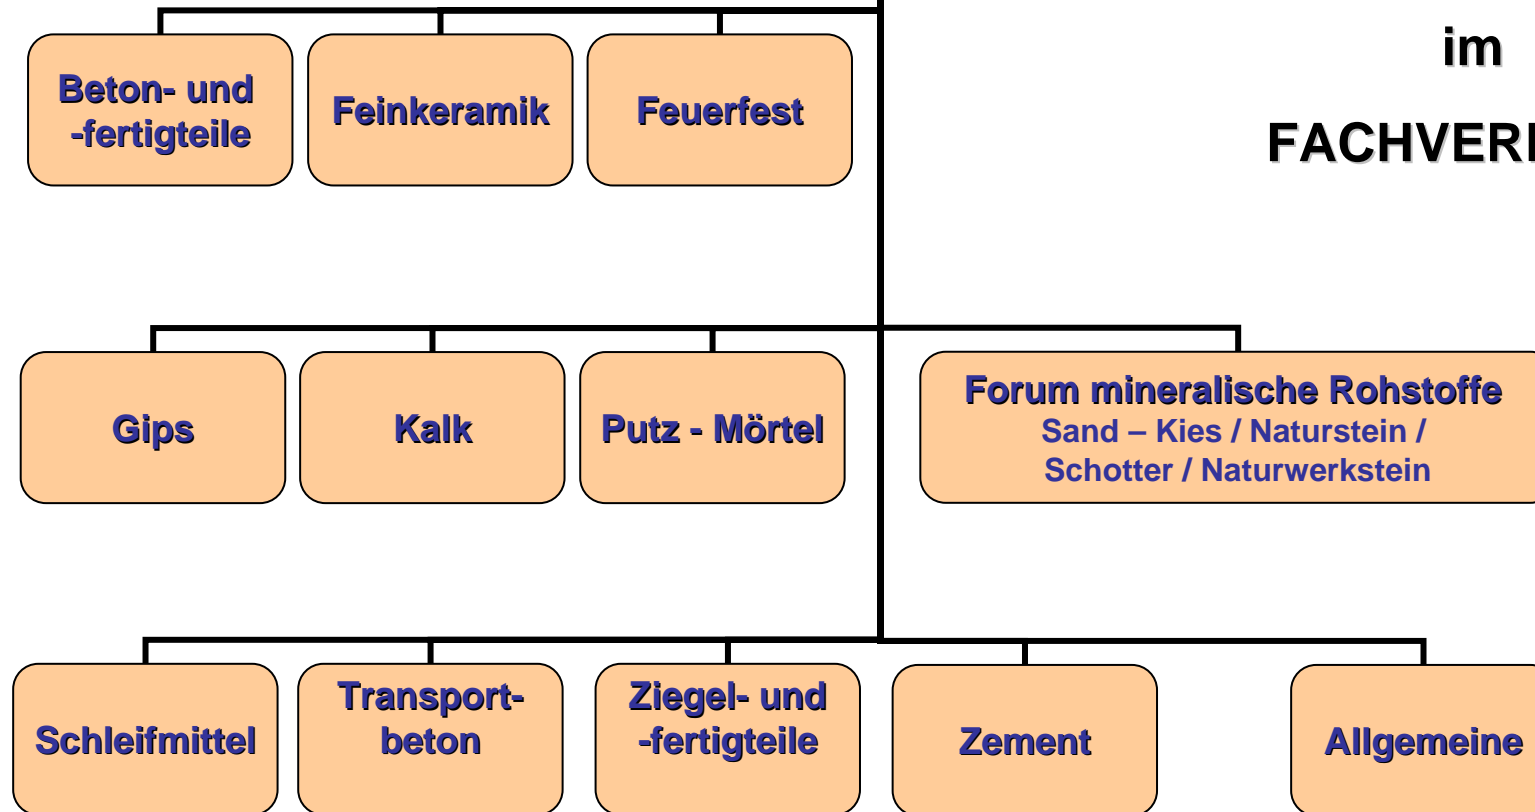 im
FACHVER
Beton- und
-fertigteile
Feinkeramik
Feuerfest
Gips
Kalk
Putz - Mörtel
Forum mineralische Rohstoffe
Sand – Kies / Naturstein /
Schotter / Naturwerkstein
Schleifmittel
Transport-
beton
Ziegel- und
-fertigteile
Zement
Allgemeine